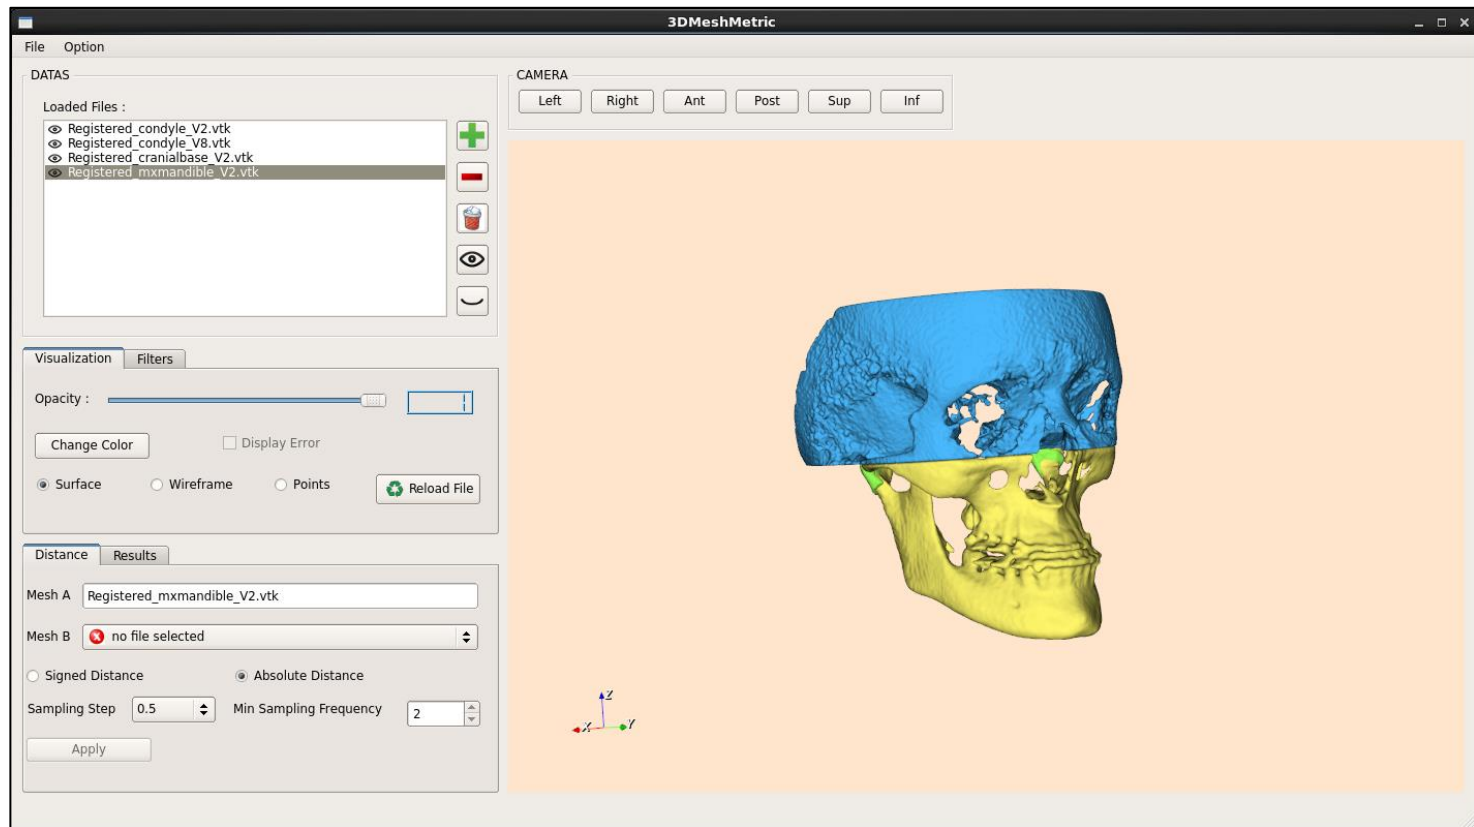 3DMeshMetric
File Option
DATAS
Loaded Files :
Registered_condyle_V2.vtk
Registered_condyle_V8.vtk
Registered_cranialbase_V2.vtk
Registered_mxmandible_V2.vtk
CAMERA
Left Right Ant Post Sup Inf
Visualization Filters
Opacity :
Change Color Display Error
Surface Wireframe Points Reload File
Distance Results
Mesh A Registered_mxmandible_V2.vtk
Mesh B no file selected
Signed Distance Absolute Distance
Sampling Step 0.5 Min Sampling Frequency 2
Apply
Z
X Y